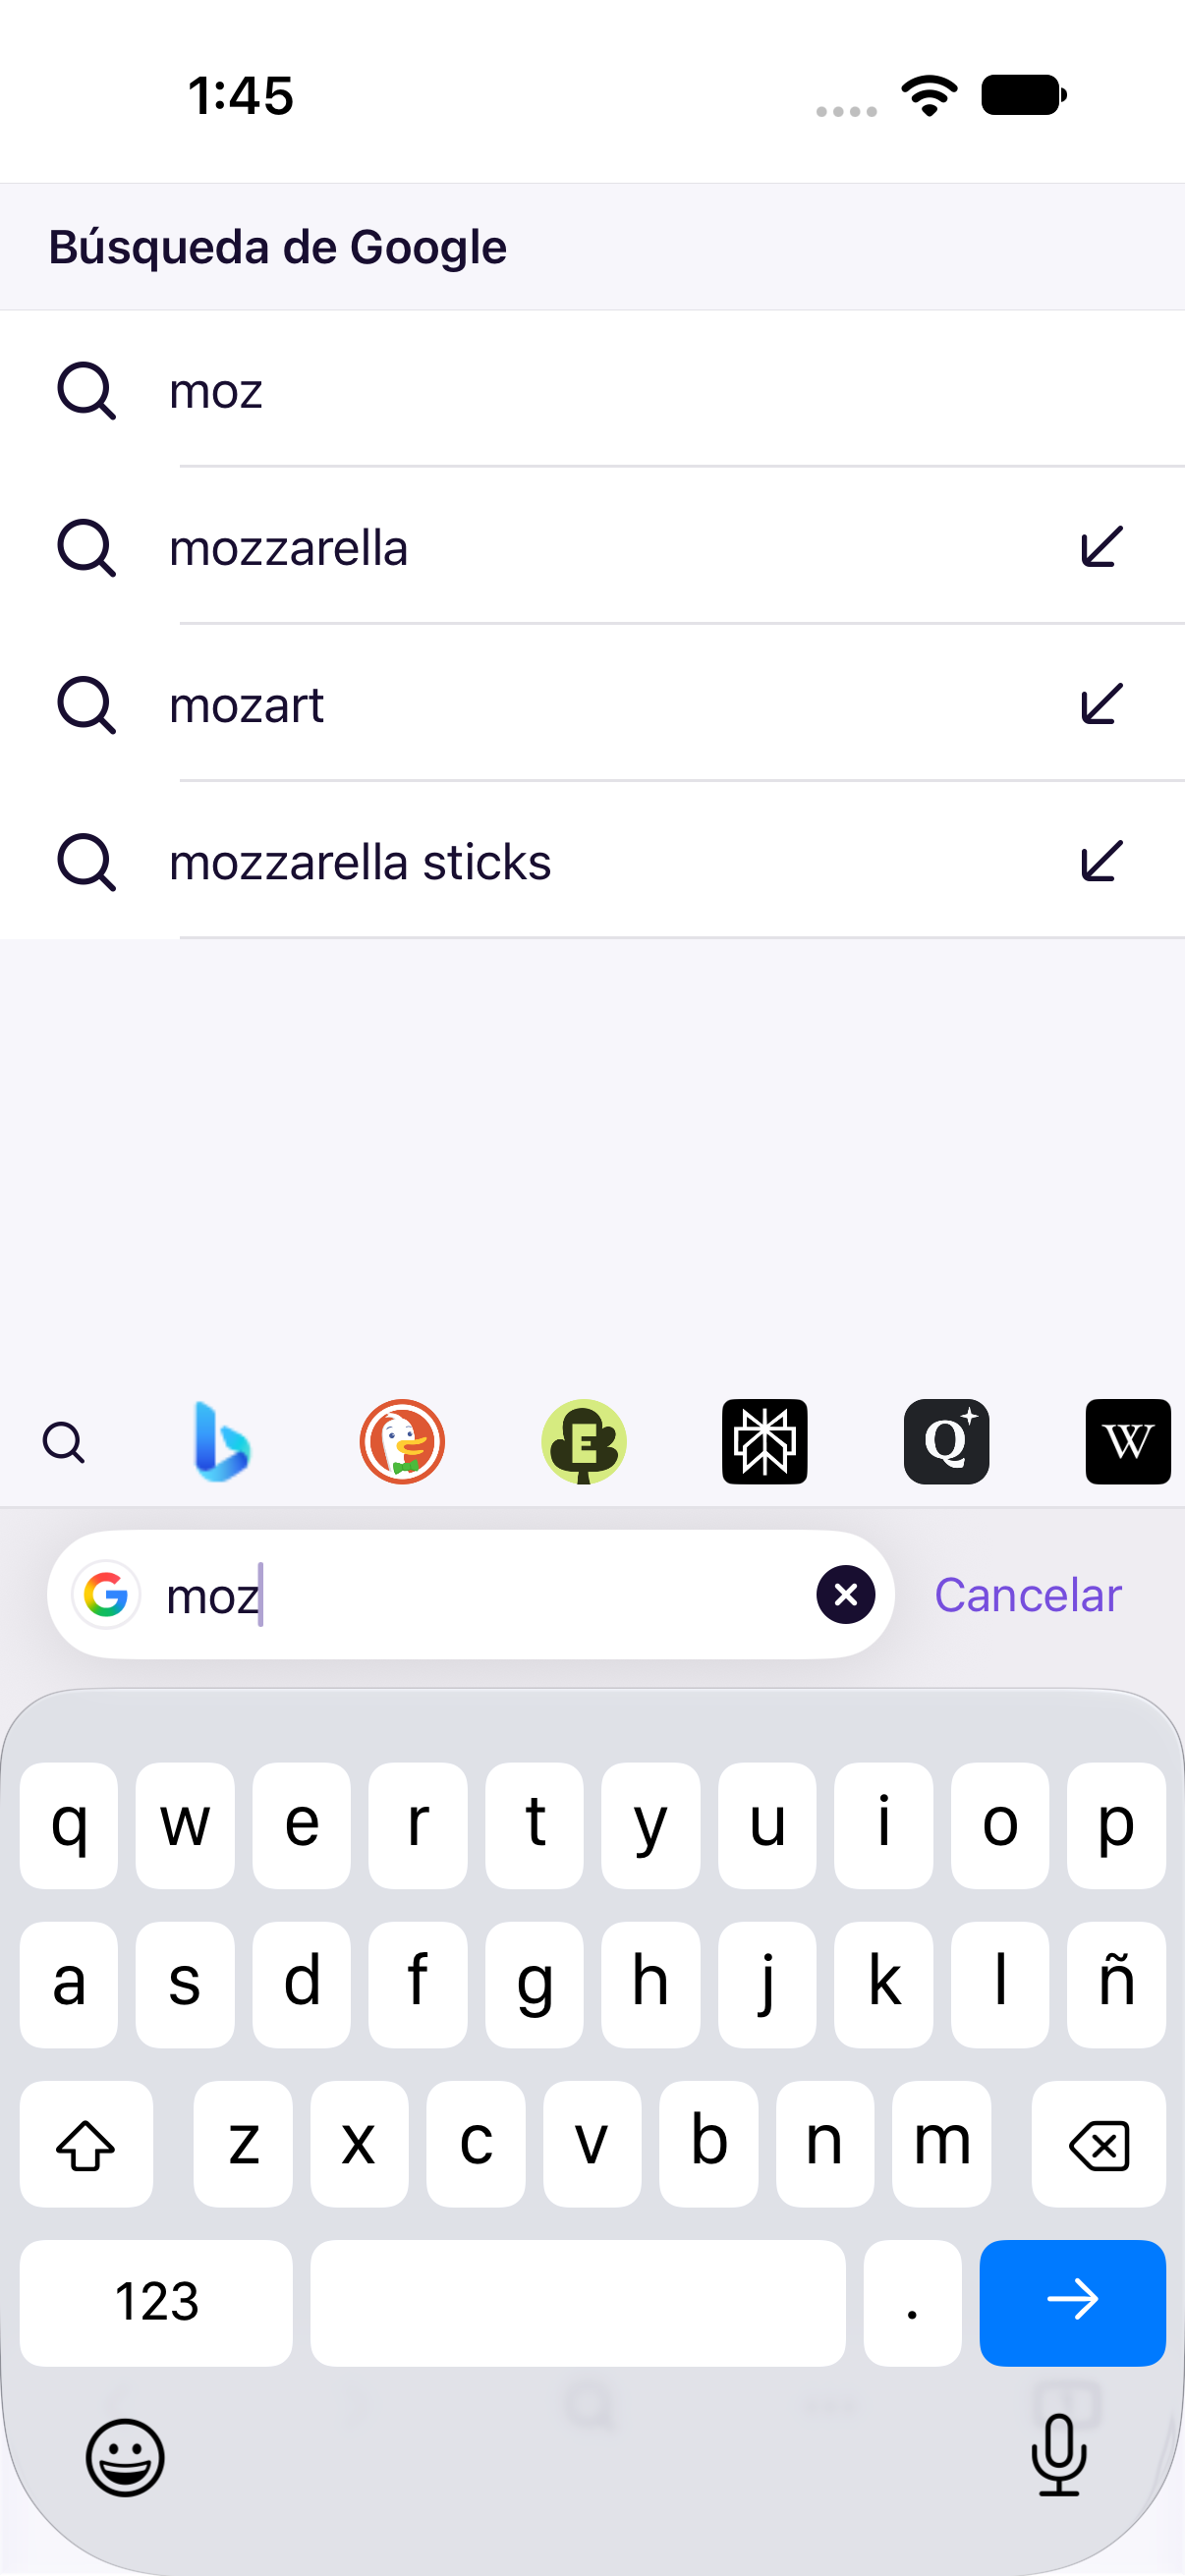 1:45
Búsqueda de Google
moz
mozzarella
mozart
mozzarella sticks
E Q W
moz Cancelar
q w e r t y u i o p
a s d f g h j k l ñ
z x c v b n m
123 .